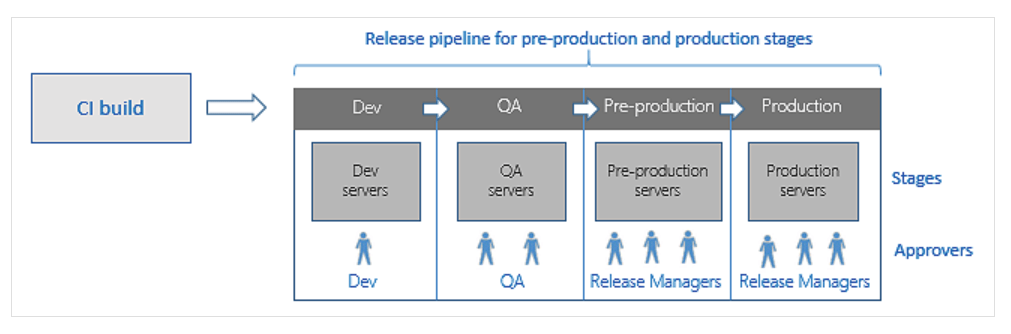 Release pipeline for pre-production and production stages
CI build
Dev
QA
Pre-production
Production
Dev
servers
QA
servers
Pre-production
servers
Production
servers
Stages
Approvers
Dev
QA
Release Managers
Release Managers